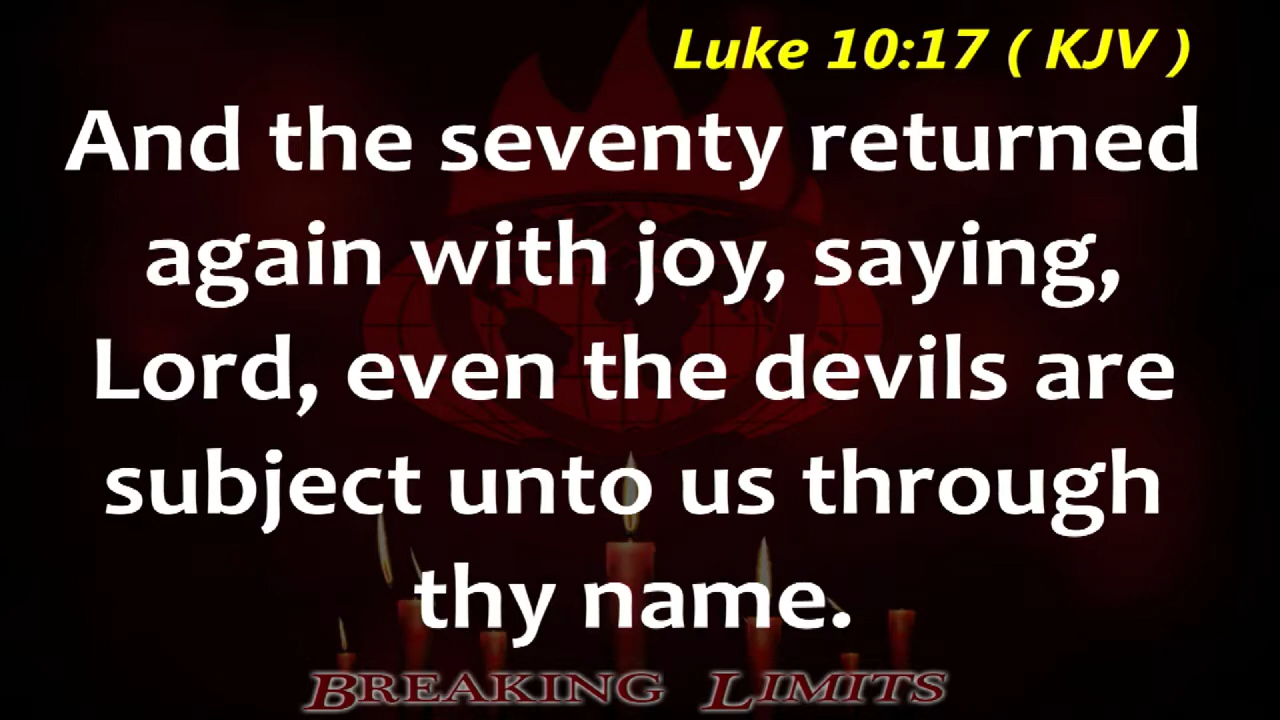 Luke 10:17 ( KJV )
And the seventy returned
again with joy, saying,
Lord, even the devils are
subject unto us through
thy name.
BREAKING LIMITS